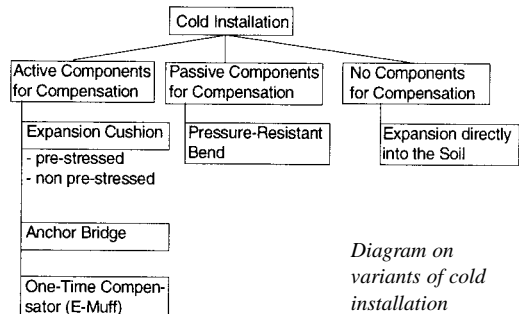 Cold Installation
Active Components
for Compensation
Passive Components
for Compensation
No Components
for Compensation
Expansion Cushion
- pre-stressed
- non pre-stressed
Anchor Bridge
One-Time Compen-
sator (E-Muff)
Pressure-Resistant
Bend
Expansion directly
into the Soil
Diagram on
variants of cold
installation